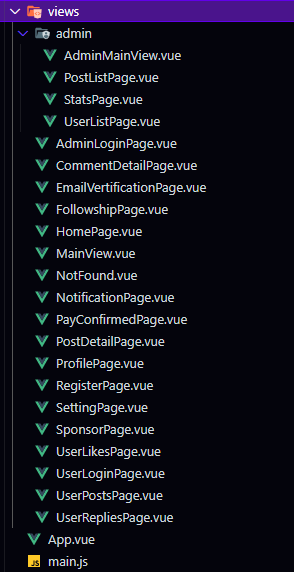 views
admin
AdminMainView.vue
PostListPage.vue
StatsPage.vue
UserListPage.vue
AdminLoginPage.vue
CommentDetailPage.vue
EmailVertificationPage.vue
FollowshipPage.vue
HomePage.vue
MainView.vue
NotFound.vue
NotificationPage.vue
PayConfirmedPage.vue
PostDetailPage.vue
ProfilePage.vue
RegisterPage.vue
SettingPage.vue
SponsorPage.vue
UserLikesPage.vue
UserLoginPage.vue
UserPostsPage.vue
UserRepliesPage.vue
App.vue
JS main.js